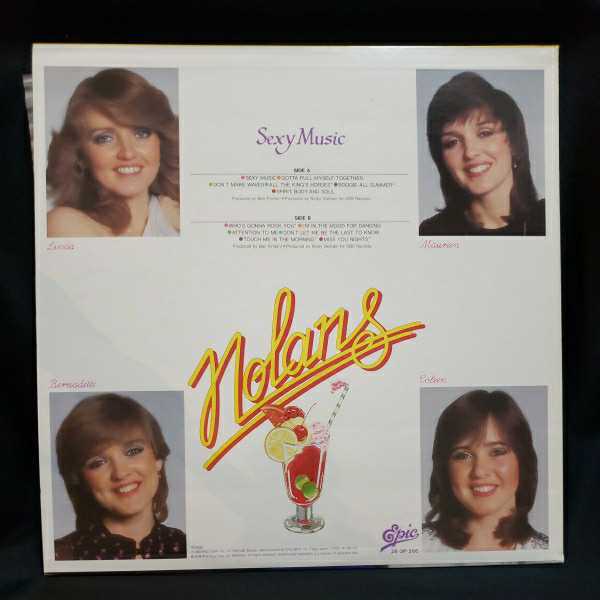 Sexy Music
SIDE A
SEXY MUSIC GOTTA PULL MYSELF TOGETHER
DON'T MAKE WAVES ALL THE KING'S HORSES BOOGIE ALL SUMMER
SPIRIT, BODY AND SOUL
SIDE B
WHO'S GONNA ROCK YOU I'M IN THE MOOD FOR DANCING
ATTENTION TO ME DON'T LET ME BE THE LAST TO KNOW
TOUCH ME IN THE MORNING MISS YOU NIGHTS
Linda
Maureen
Nolans
Bernadette
Coleen
Epic